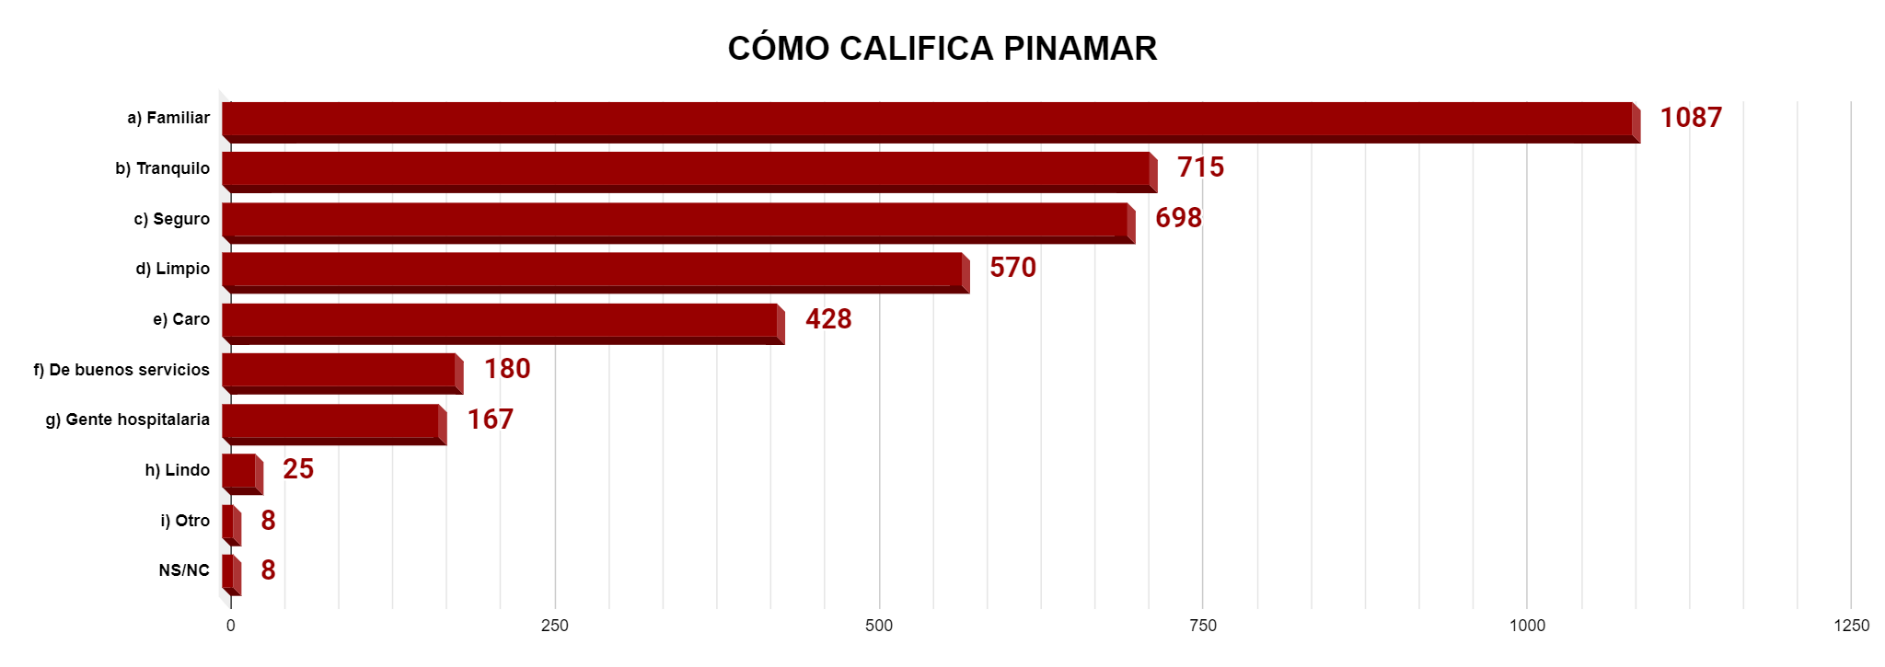 CÓMO CALIFICA PINAMAR
a) Familiar 1087
b) Tranquilo 715
c) Seguro 698
d) Limpio 570
e) Caro 428
f) De buenos servicios 180
g) Gente hospitalaria 167
h) Lindo 25
i) Otro 8
NS/NC 8
0 250 500 750 1000 1250